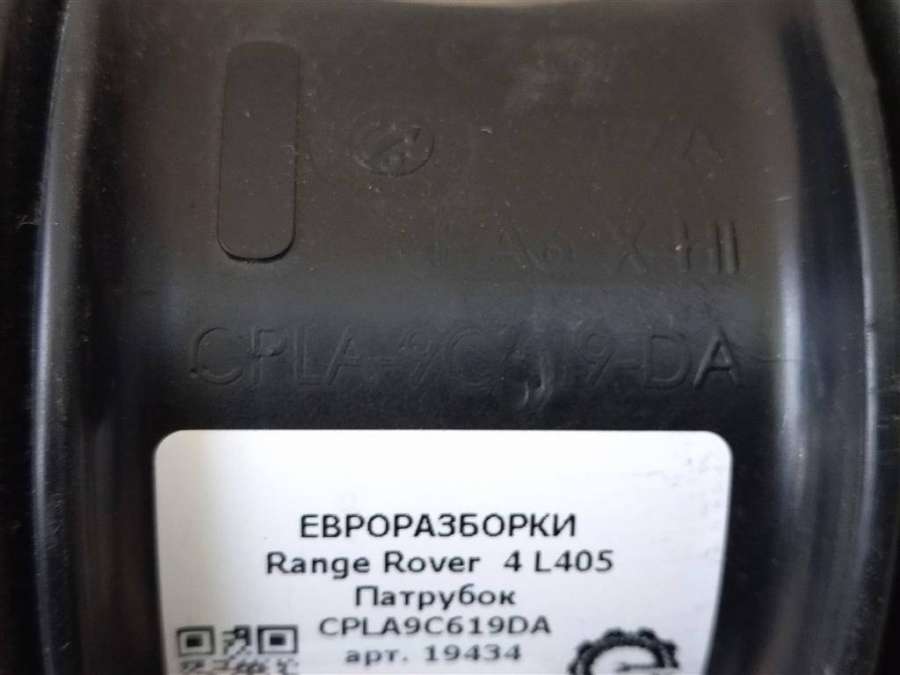 CPLA-9C619-DA
ЕВРОРАЗБОРКИ
Range Rover 4 L405
Патрубок
CPLA9C619DA
арт. 19434